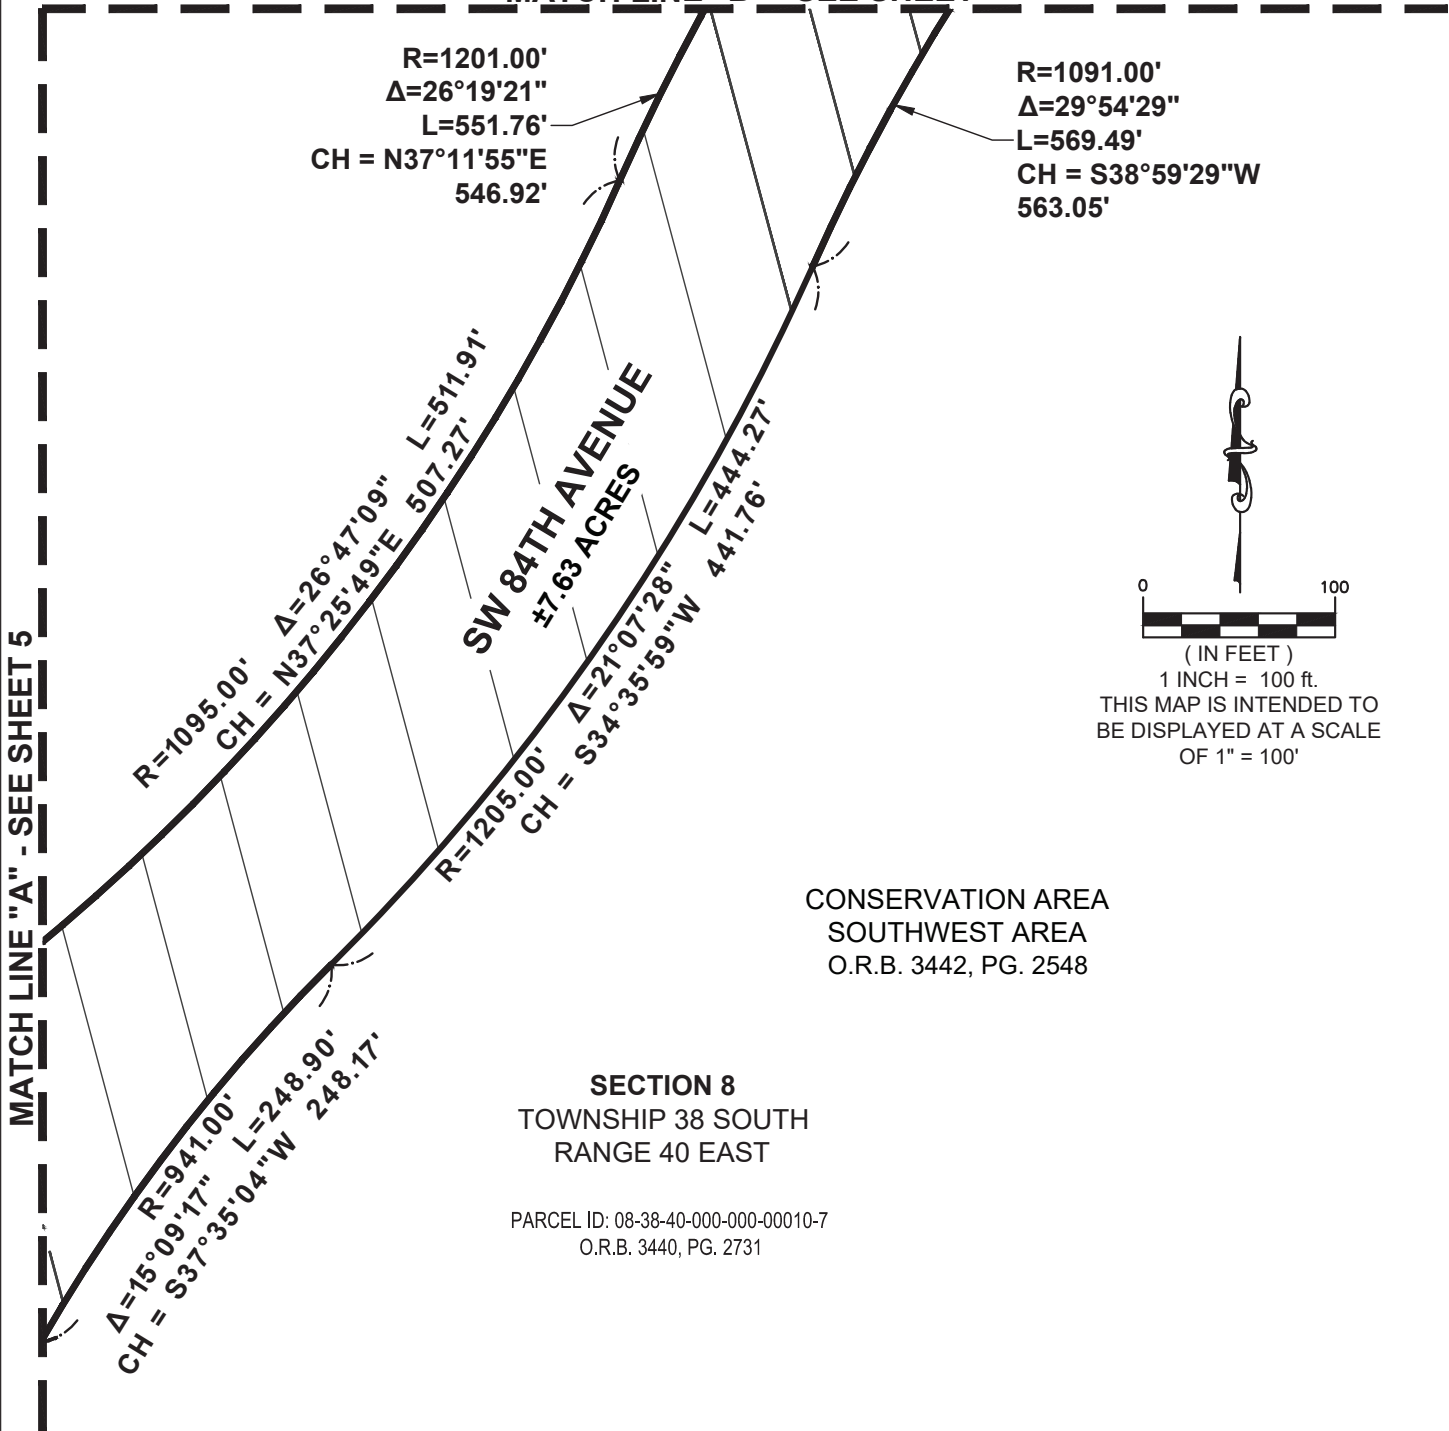 R=1201.00'
Δ=26°19'21"
L=551.76'
CH = N37°11'55"E
546.92'
R=1091.00'
Δ=29°54'29"
L=569.49'
CH = S38°59'29"W
563.05'
R=1095.00' Δ=26°47'09" L=511.91'
CH = N37°25'49"E 507.27'
SW 84TH AVENUE
±7.63 ACRES
R=1205.00' Δ=21°07'28" L=444.27'
CH = S34°35'59"W 441.76'
0 100
( IN FEET )
1 INCH = 100 ft.
THIS MAP IS INTENDED TO
BE DISPLAYED AT A SCALE
OF 1" = 100'
MATCH LINE "A" - SEE SHEET 5
CONSERVATION AREA
SOUTHWEST AREA
O.R.B. 3442, PG. 2548
R=941.00'
Δ=15°09'17" L=248.90'
CH = S37°35'04"W 248.17'
SECTION 8
TOWNSHIP 38 SOUTH
RANGE 40 EAST
PARCEL ID: 08-38-40-000-000-00010-7
O.R.B. 3440, PG. 2731